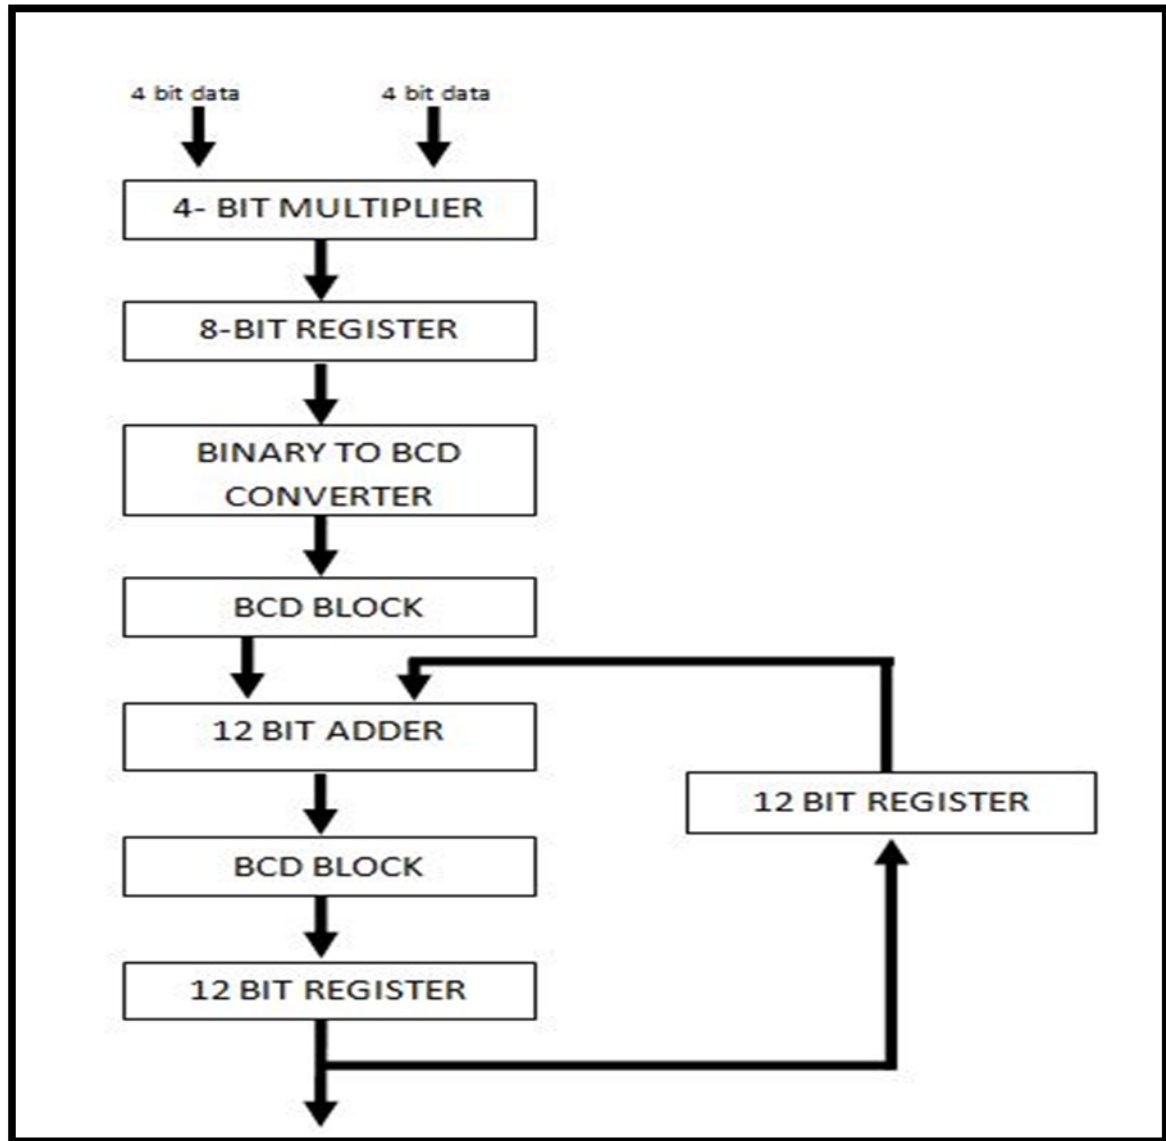 4 bit data 4 bit data
4- BIT MULTIPLIER
8-BIT REGISTER
BINARY TO BCD
CONVERTER
BCD BLOCK
12 BIT ADDER
12 BIT REGISTER
BCD BLOCK
12 BIT REGISTER